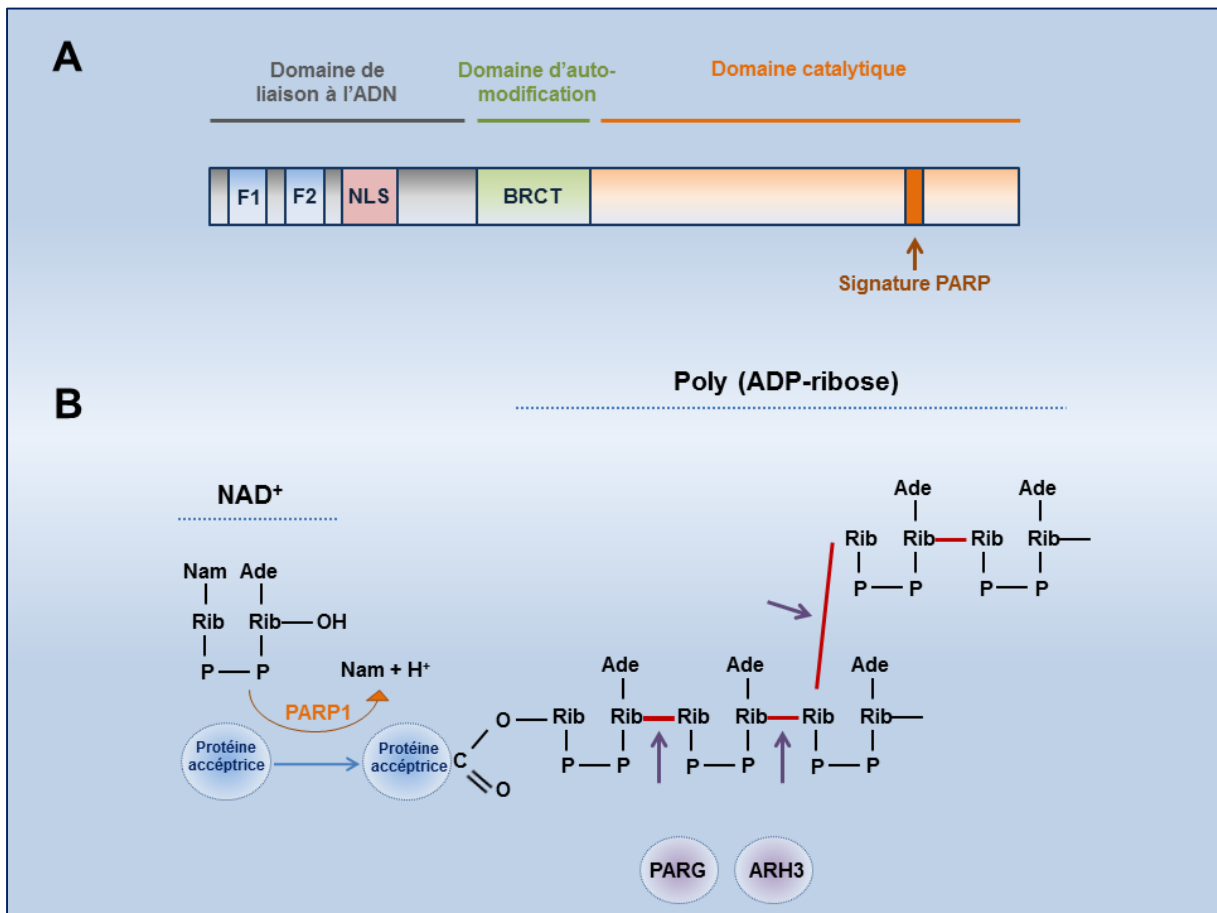 A
Domaine de
liaison à l'ADN
Domaine d'auto-
modification
Domaine catalytique
F1 F2 NLS BRCT
Signature PARP
Poly (ADP-ribose)
B
NAD⁺
Ade Ade
Rib Rib Rib Rib
P P P P
Nam Ade
Rib Rib OH
P P
Nam + H⁺
PARP1
Protéine
accéptrice
Protéine
accéptrice
C
O
O
Ade Ade Ade
Rib Rib Rib Rib Rib Rib
P P P P P P
PARG ARH3